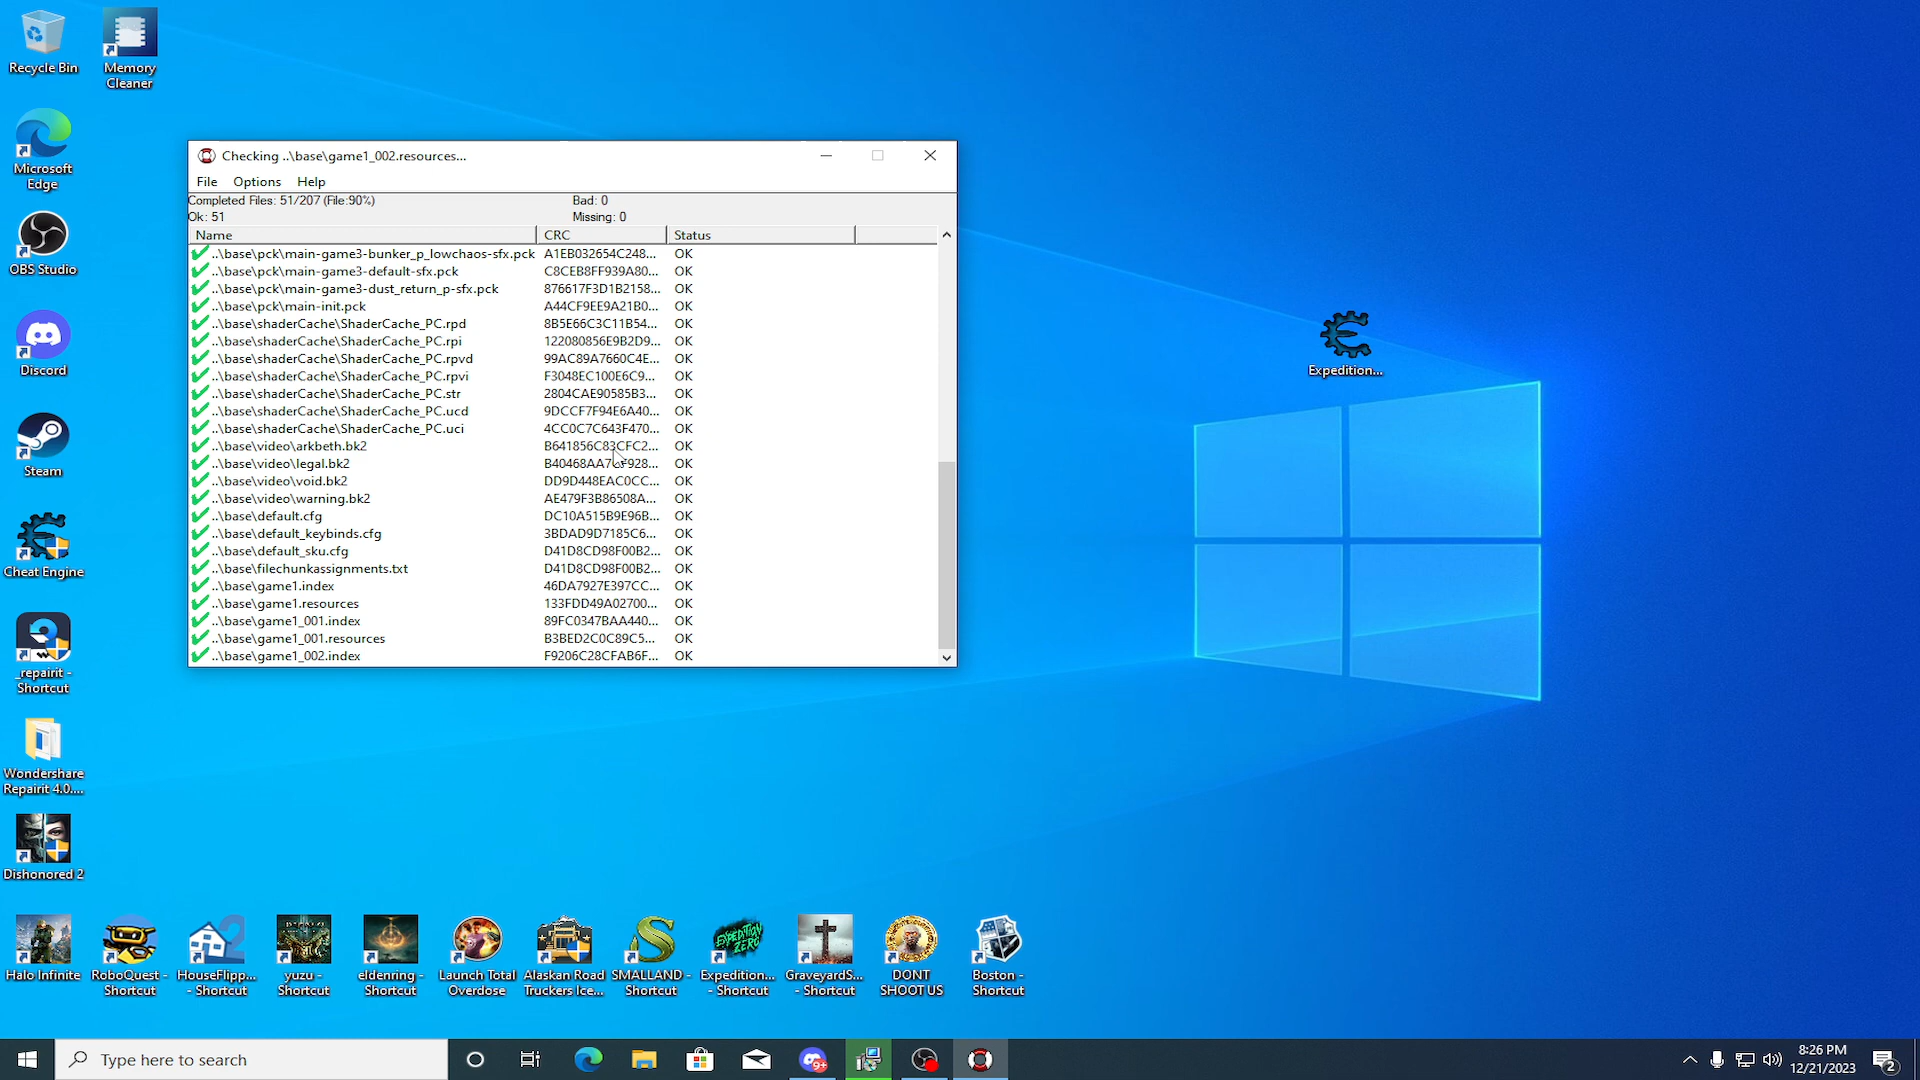 Recycle Bin
Memory
Cleaner
Microsoft
Edge
OBS Studio
Discord
Steam
Cheat Engine
_repairit -
Shortcut
Wondershare
Repairit 4.0....
Dishonored 2
Checking ..\base\game1_002.resources...
File Options Help
Completed Files: 51/207 (File:90%) Bad: 0
Ok: 51 Missing: 0
Name CRC Status
..\base\pck\main-game3-bunker_p_lowchaos-sfx.pck A1EB032654C248... OK
..\base\pck\main-game3-default-sfx.pck C8CEB8FF939A80... OK
..\base\pck\main-game3-dust_return_p-sfx.pck 876617F3D1B2158... OK
..\base\pck\main-init.pck A44CF9EE9A21B0... OK
..\base\shaderCache\ShaderCache_PC.rpd 8B5E66C3C11B54... OK
..\base\shaderCache\ShaderCache_PC.rpi 122080856E9B2D9... OK
..\base\shaderCache\ShaderCache_PC.rpvd 99AC89A7660C4E... OK
..\base\shaderCache\ShaderCache_PC.rpvi F3048EC100E6C9... OK
..\base\shaderCache\ShaderCache_PC.str 2804CAE90585B3... OK
..\base\shaderCache\ShaderCache_PC.ucd 9DCCF7F94E6A40... OK
..\base\shaderCache\ShaderCache_PC.uci 4CC0C7C643F470... OK
..\base\video\arkbeth.bk2 B641856C83CFC2... OK
..\base\video\legal.bk2 OK
..\base\video\void.bk2 DD9D448EAC0CC... OK
..\base\video\warning.bk2 AE479F3B86508A... OK
..\base\default.cfg DC10A515B9E96B... OK
..\base\default_keybinds.cfg 3BDAD9D7185C6... OK
..\base\default_sku.cfg D41D8CD98F00B2... OK
..\base\filechunkassignments.txt D41D8CD98F00B2... OK
..\base\game1.index 46DA7927E397CC... OK
..\base\game1.resources 133FDD49A02700... OK
..\base\game1_001.index 89FC0347BAA440... OK
..\base\game1_001.resources B3BED2C0C89C5... OK
..\base\game1_002.index F9206C28CFAB6F... OK
Expedition...
Halo Infinite
RoboQuest -
Shortcut
HouseFlipp...
- Shortcut
yuzu -
Shortcut
eldenring -
Shortcut
Launch Total
Overdose
Alaskan Road
Truckers Ice...
SMALLAND -
Shortcut
EXPEDITION
ZERO
Expedition...
- Shortcut
GraveyardS...
- Shortcut
DONT
SHOOT US
Boston -
Shortcut
Type here to search
9+
8:26 PM
12/21/2023
2